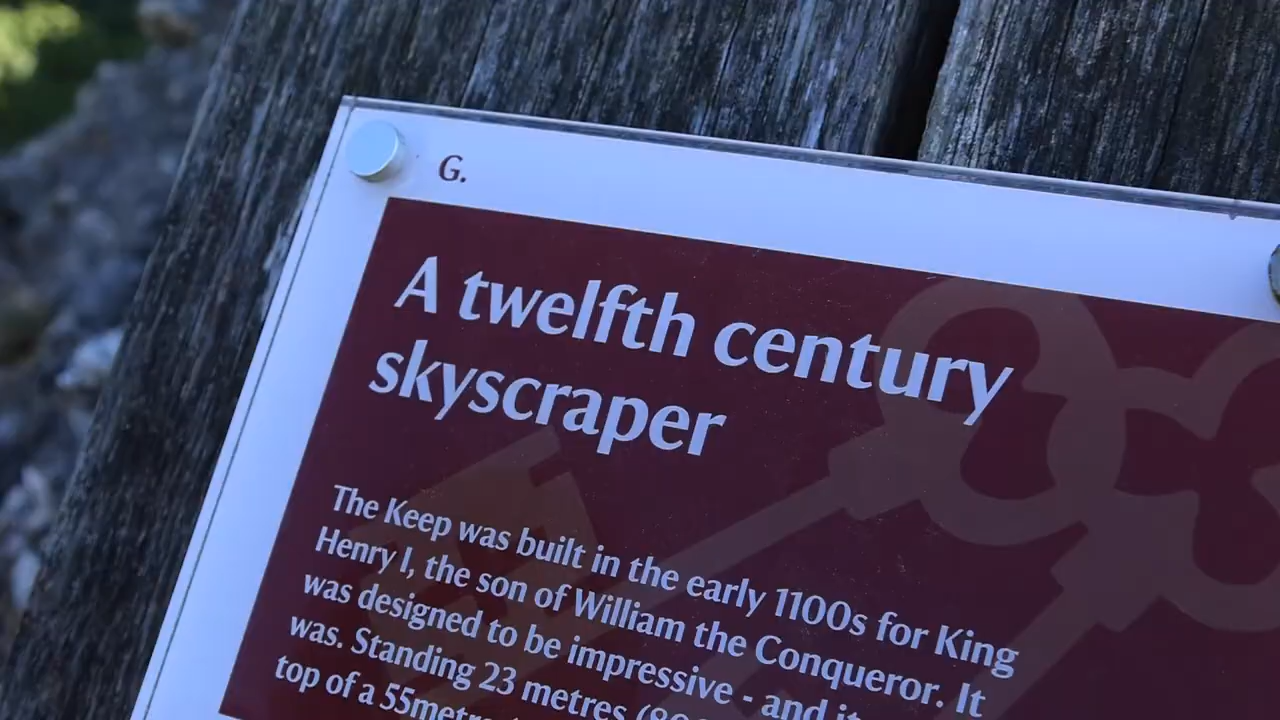 G.
A twelfth century
skyscraper
The Keep was built in the early 1100s for King
Henry I, the son of William the Conqueror. It
was designed to be impressive - and it
was. Standing 23 metres
top of a 55metre